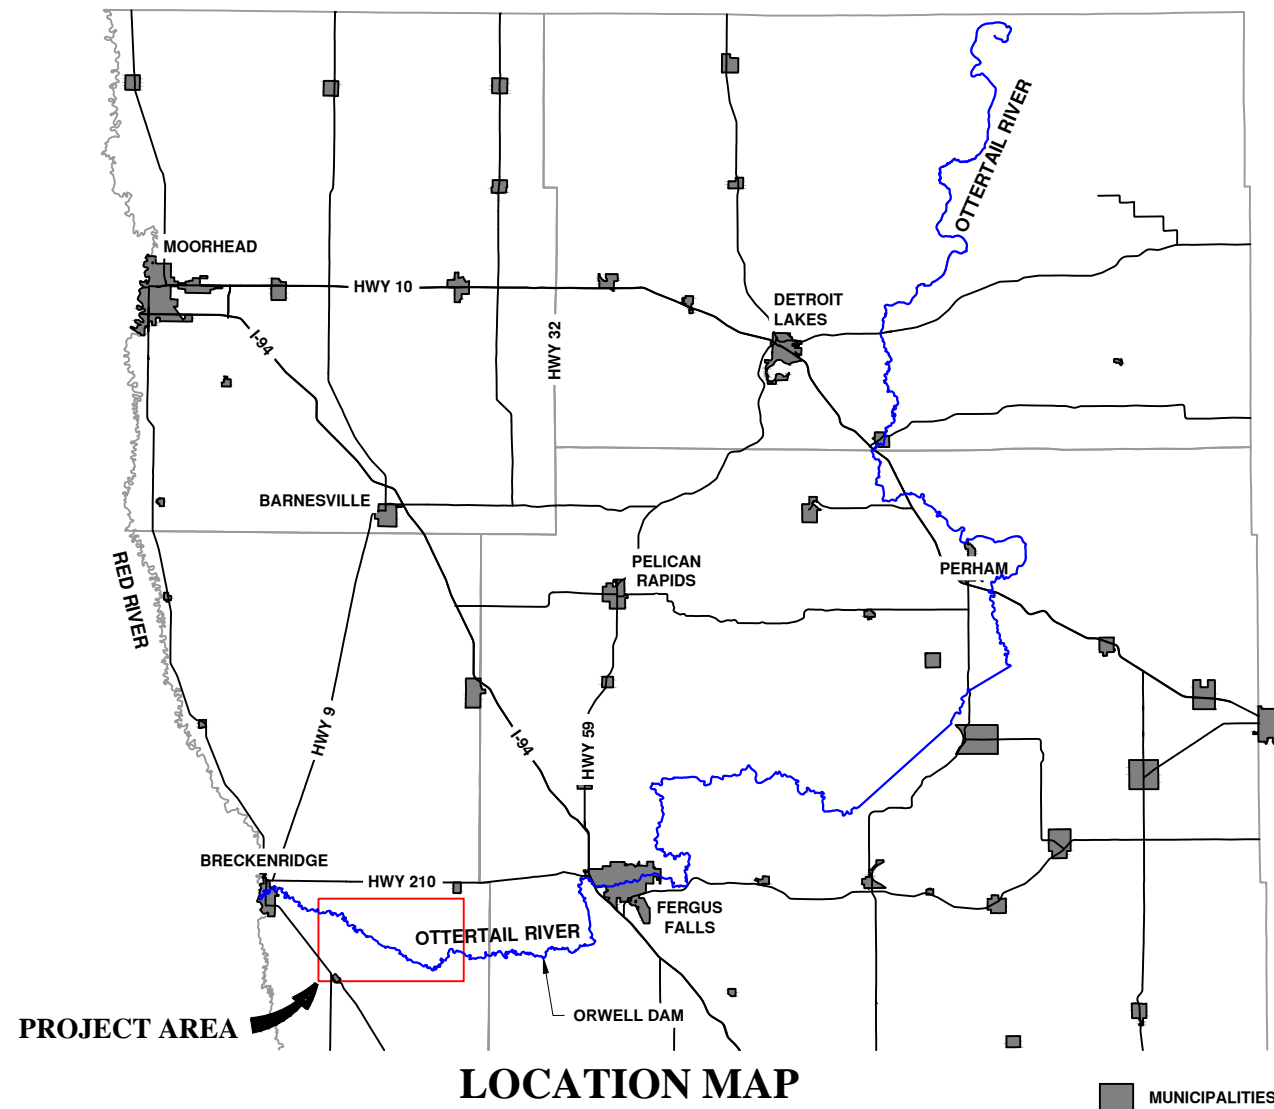 OTTERTAIL RIVER
MOORHEAD
HWY 10
DETROIT
LAKES
I-94
HWY 32
BARNESVILLE
RED RIVER
PELICAN
RAPIDS
PERHAM
HWY 9
I-94
HWY 59
BRECKENRIDGE
HWY 210
FERGUS
FALLS
OTTERTAIL RIVER
ORWELL DAM
PROJECT AREA
LOCATION MAP
MUNICIPALITIES